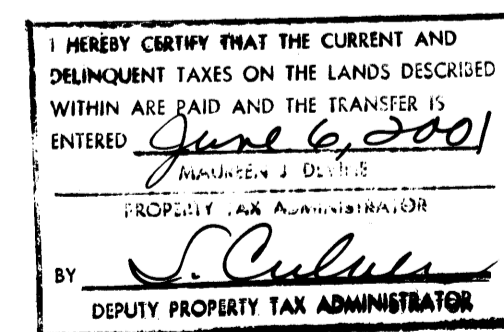 I HEREBY CERTIFY THAT THE CURRENT AND
DELINQUENT TAXES ON THE LANDS DESCRIBED
WITHIN ARE PAID AND THE TRANSFER IS
ENTERED June 6, 2001
MAUREEN J. DEVINE
PROPERTY TAX ADMINISTRATOR
BY S. Culver
DEPUTY PROPERTY TAX ADMINISTRATOR